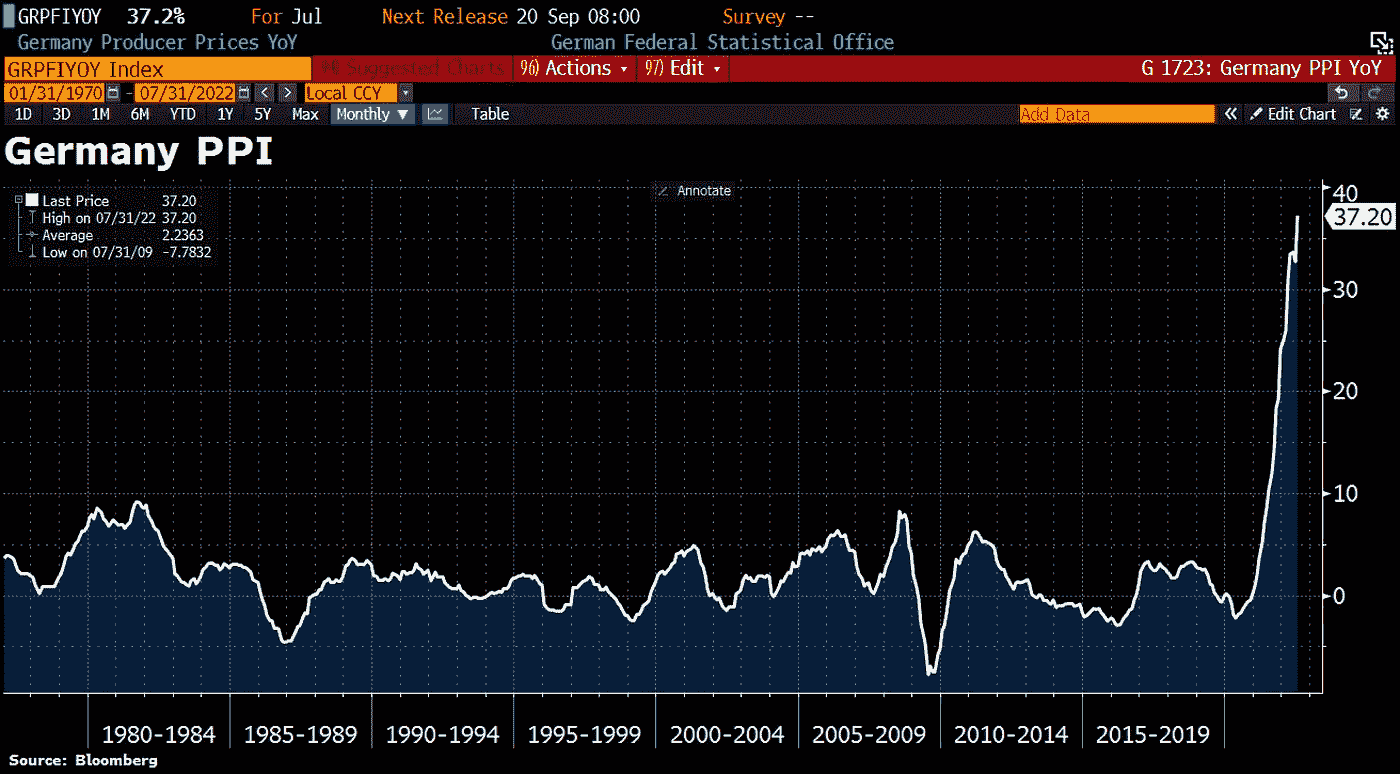 GRPFIYOY 37.2% For Jul Next Release 20 Sep 08:00 Survey --
Germany Producer Prices YoY German Federal Statistical Office
GRPFIYOY Index 94) Suggested Charts 96) Actions 97) Edit G 1723: Germany PPI YoY
01/31/1970 - 07/31/2022 < > Local CCY
1D 3D 1M 6M YTD 1Y 5Y Max Monthly ▼ Table Add Data « Edit Chart
Germany PPI
Annotate
Last Price 37.20
High on 07/31/22 37.20
Average 2.2363
Low on 07/31/09 -7.7832
40
37.20
30
20
10
0
1980-1984 1985-1989 1990-1994 1995-1999 2000-2004 2005-2009 2010-2014 2015-2019
Source: Bloomberg